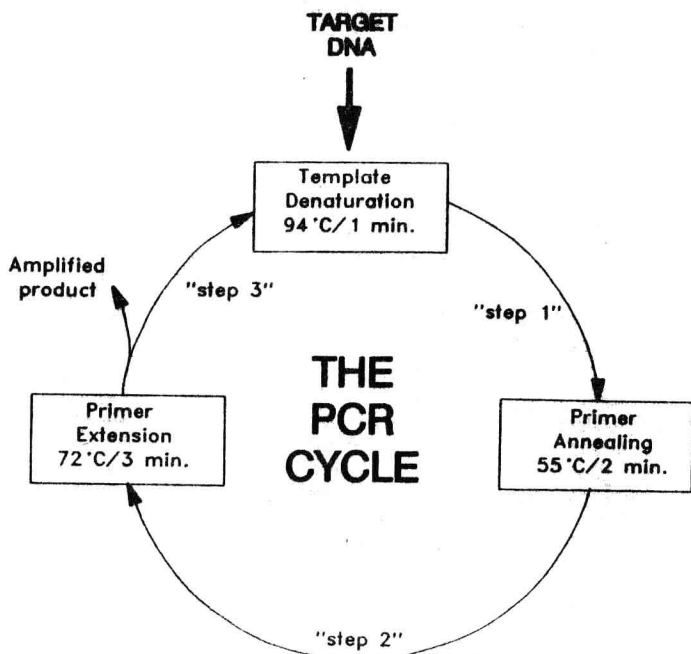 TARGET
DNA
Template
Denaturation
94°C/1 min.
"step 1"
Primer
Annealing
55°C/2 min.
"step 2"
Primer
Extension
72°C/3 min.
"step 3"
Amplified
product
THE
PCR
CYCLE